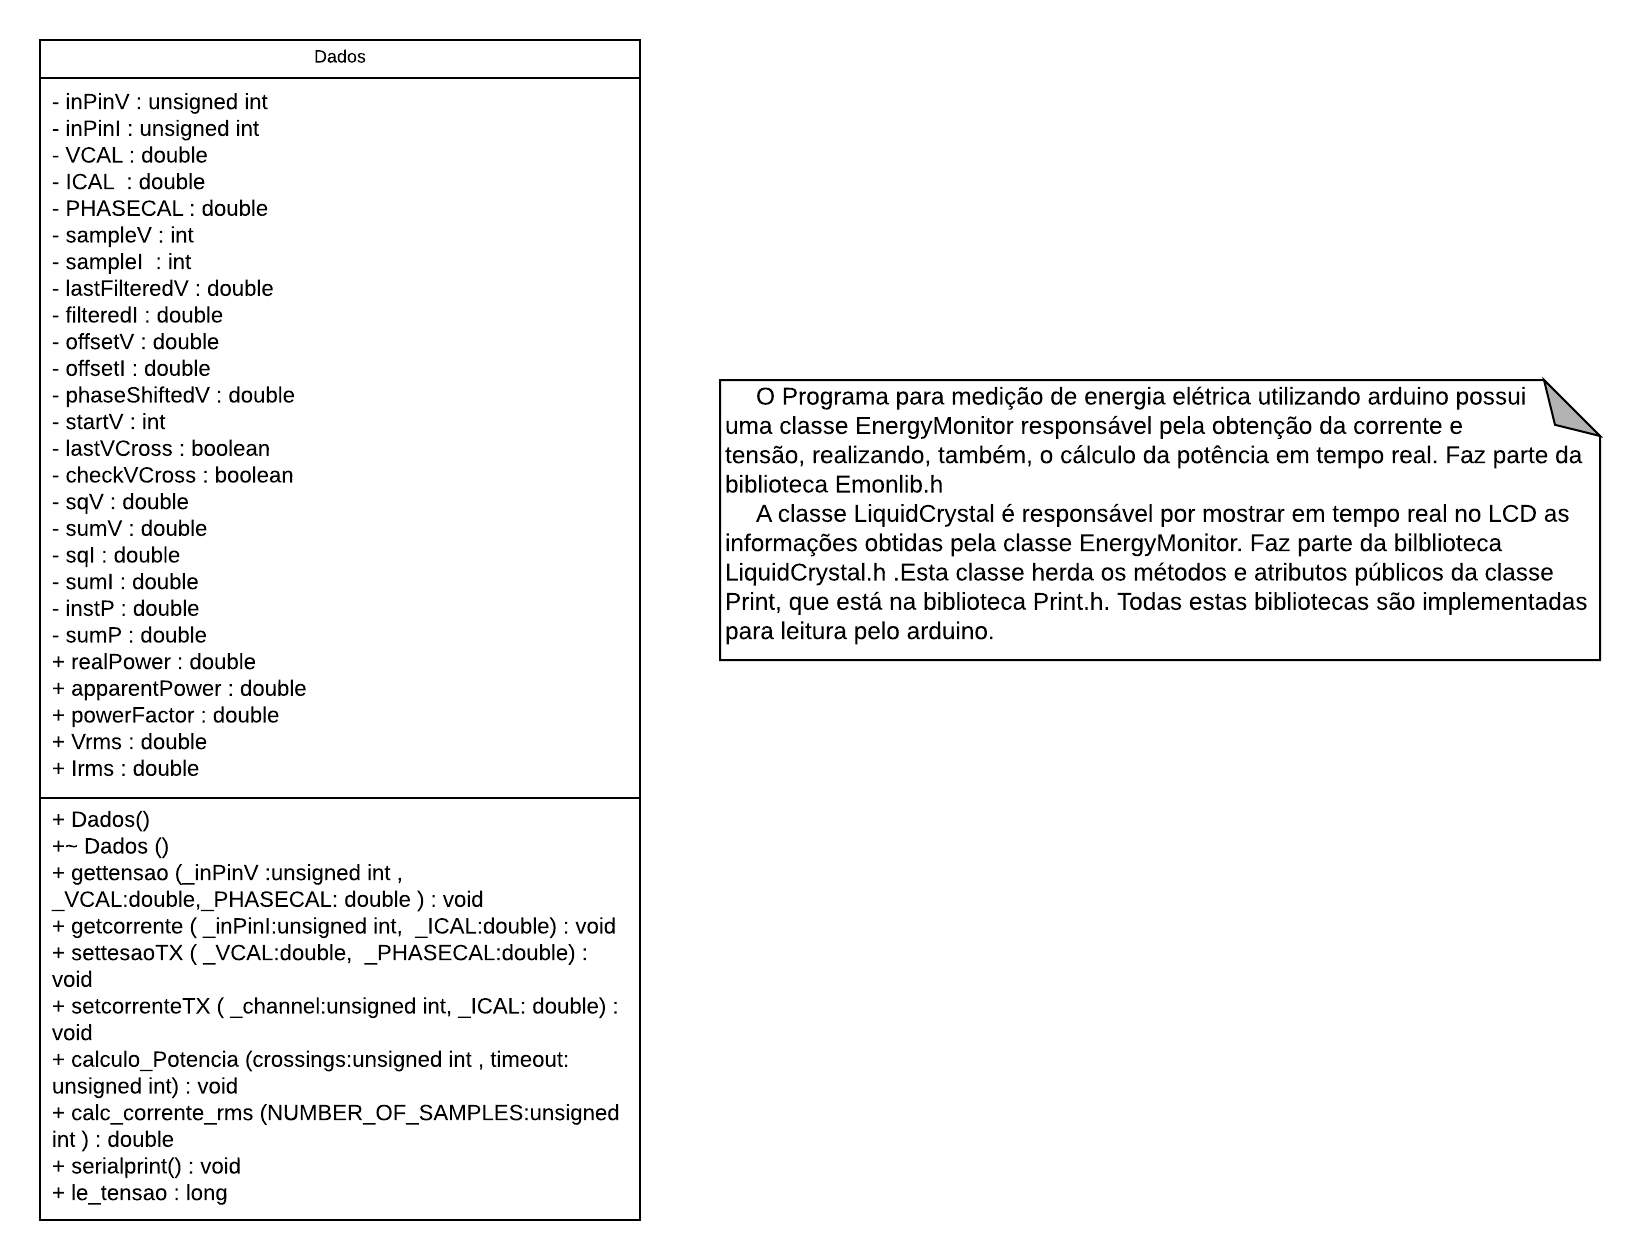 Dados
- inPinV : unsigned int
- inPinI : unsigned int
- VCAL : double
- ICAL  : double
- PHASECAL : double
- sampleV : int
- sampleI  : int
- lastFilteredV : double
- filteredI : double
- offsetV : double
- offsetI : double
- phaseShiftedV : double
- startV : int
- lastVCross : boolean
- checkVCross : boolean
- sqV : double
- sumV : double
- sqI : double
- sumI : double
- instP : double
- sumP : double
+ realPower : double
+ apparentPower : double
+ powerFactor : double
+ Vrms : double
+ Irms : double
+ Dados()
+~ Dados ()
+ gettensao (_inPinV :unsigned int ,
_VCAL:double,_PHASECAL: double ) : void
+ getcorrente ( _inPinI:unsigned int,  _ICAL:double) : void
+ settesaoTX ( _VCAL:double,  _PHASECAL:double) :
void
+ setcorrenteTX ( _channel:unsigned int, _ICAL: double) :
void
+ calculo_Potencia (crossings:unsigned int , timeout:
unsigned int) : void
+ calc_corrente_rms (NUMBER_OF_SAMPLES:unsigned
int ) : double
+ serialprint() : void
+ le_tensao : long
O Programa para medição de energia elétrica utilizando arduino possui
uma classe EnergyMonitor responsável pela obtenção da corrente e
tensão, realizando, também, o cálculo da potência em tempo real. Faz parte da
biblioteca Emonlib.h
A classe LiquidCrystal é responsável por mostrar em tempo real no LCD as
informações obtidas pela classe EnergyMonitor. Faz parte da bilblioteca
LiquidCrystal.h .Esta classe herda os métodos e atributos públicos da classe
Print, que está na biblioteca Print.h. Todas estas bibliotecas são implementadas
para leitura pelo arduino.